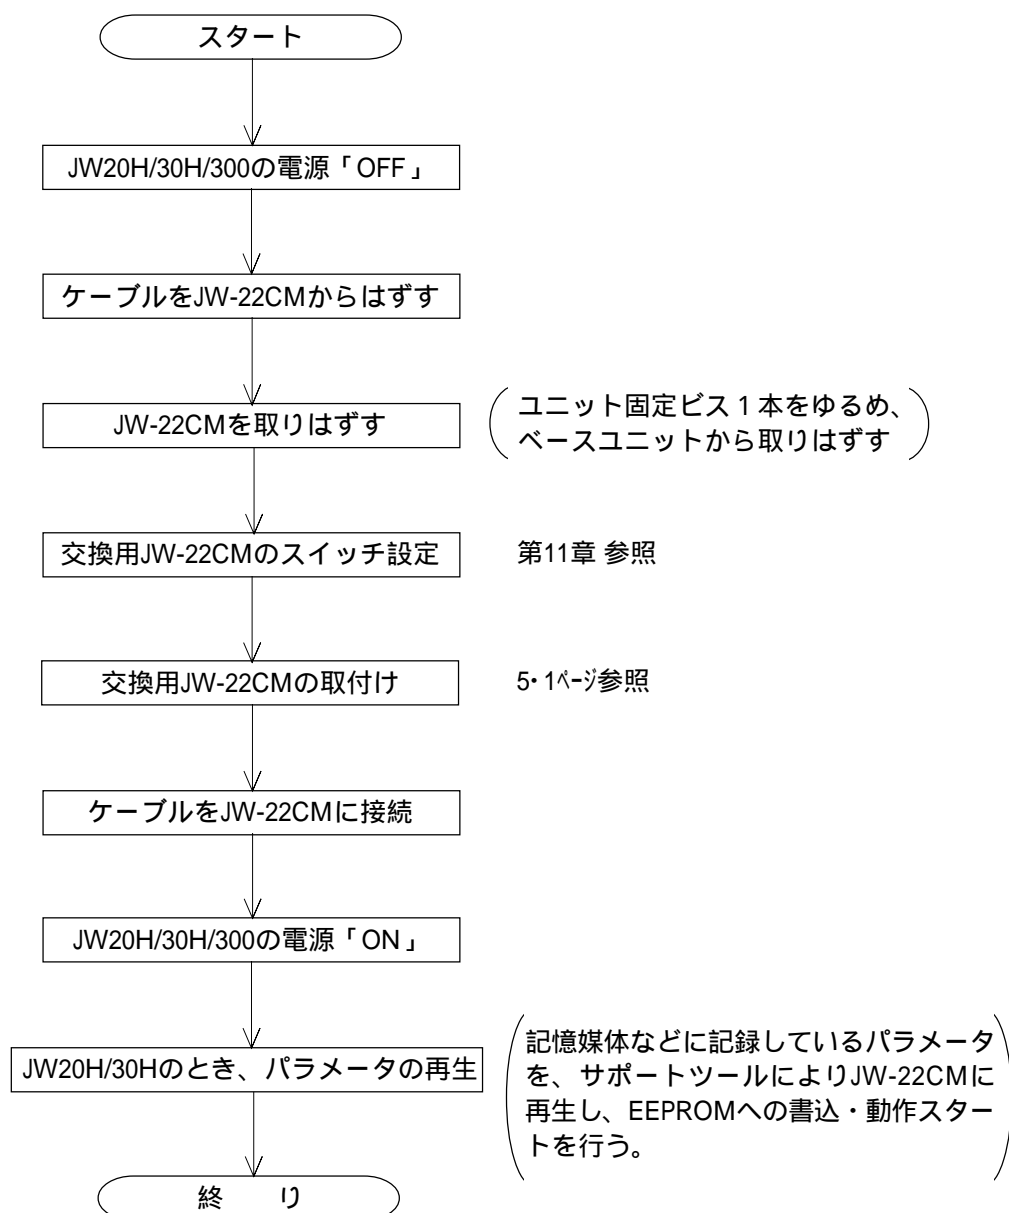 スタート
JW20H/30H/300の電源「OFF」
ケーブルをJW-22CMからはずす
JW-22CMを取りはずす
ユニット固定ビス1本をゆるめ、
ベースユニットから取りはずす
交換用JW-22CMのスイッチ設定
第11章 参照
交換用JW-22CMの取付け
5・1ﾍﾟｰｼﾞ参照
ケーブルをJW-22CMに接続
JW20H/30H/300の電源「ON」
JW20H/30Hのとき、パラメータの再生
記憶媒体などに記録しているパラメータ
を、サポートツールによりJW-22CMに
再生し、EEPROMへの書込・動作スター
トを行う。
終　　り